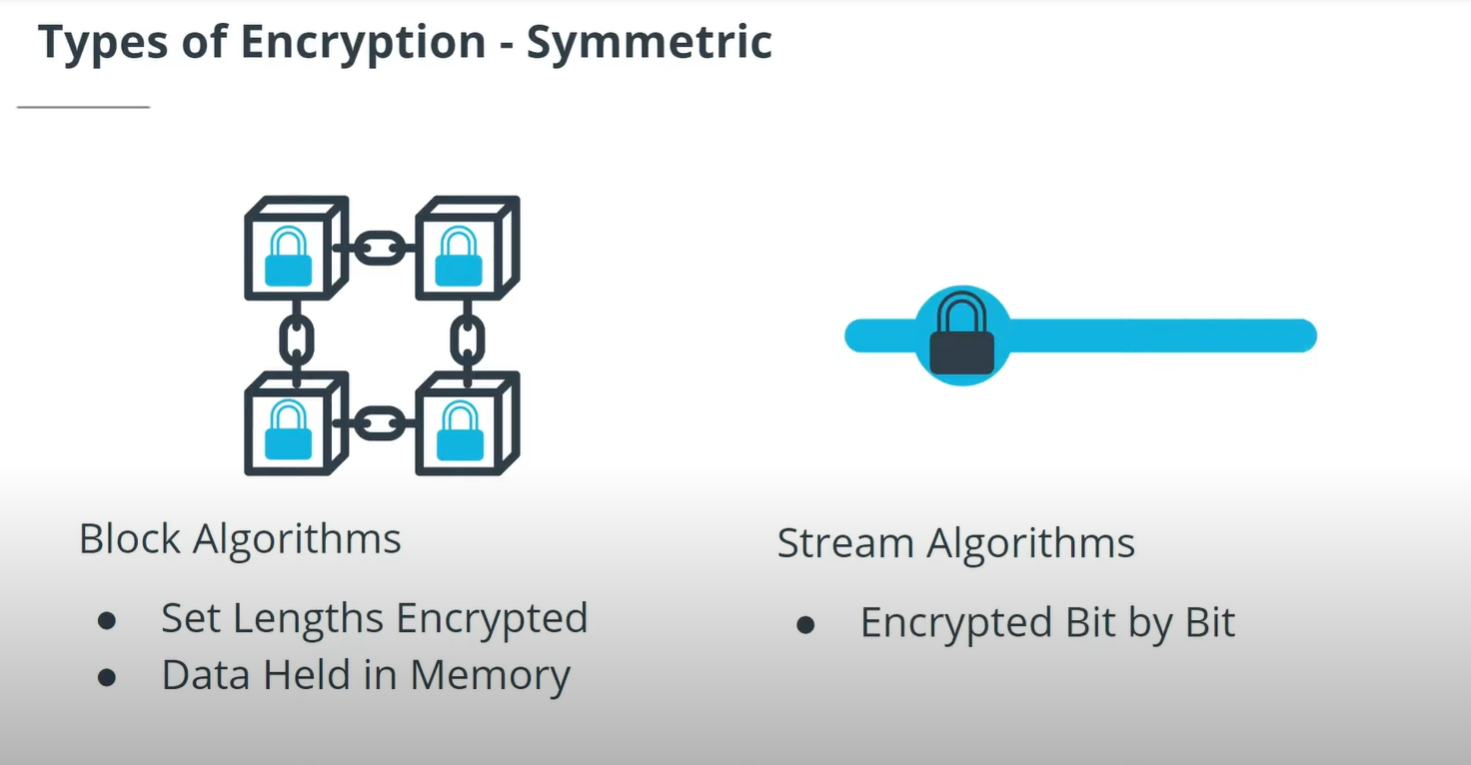 Types of Encryption - Symmetric
Block Algorithms
● Set Lengths Encrypted
● Data Held in Memory
Stream Algorithms
● Encrypted Bit by Bit